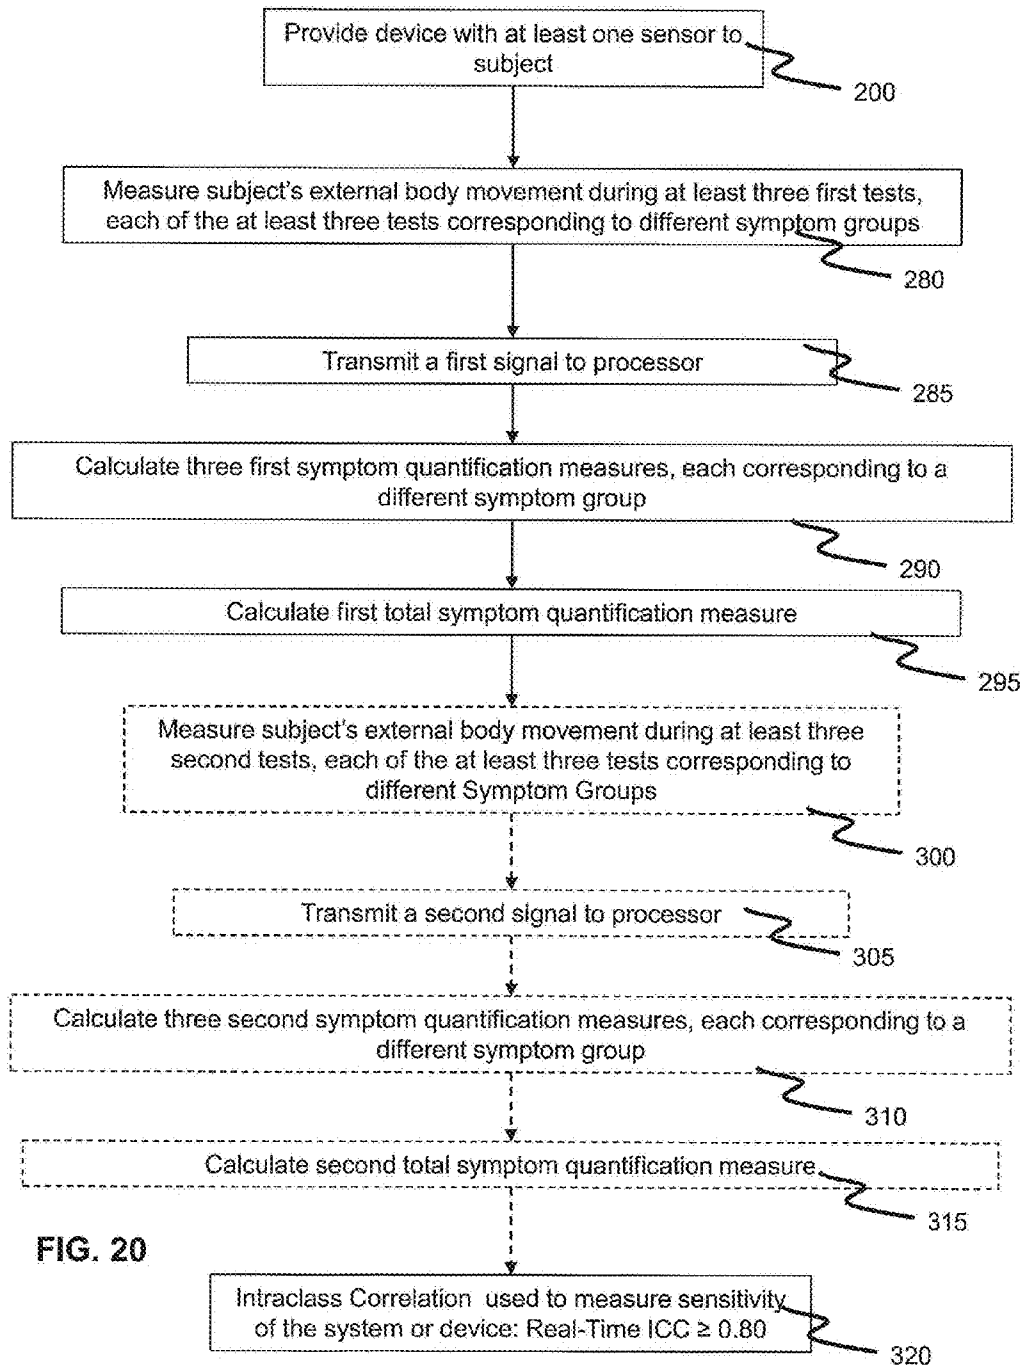 Provide device with at least one sensor to
subject
200
Measure subject's external body movement during at least three first tests,
each of the at least three tests corresponding to different symptom groups
280
Transmit a first signal to processor
285
Calculate three first symptom quantification measures, each corresponding to a
different symptom group
290
Calculate first total symptom quantification measure
295
Measure subject's external body movement during at least three
second tests, each of the at least three tests corresponding to
different Symptom Groups
300
Transmit a second signal to processor
305
Calculate three second symptom quantification measures, each corresponding to a
different symptom group
310
Calculate second total symptom quantification measure
315
FIG. 20
Intraclass Correlation used to measure sensitivity
of the system or device: Real-Time ICC ≥ 0.80
320